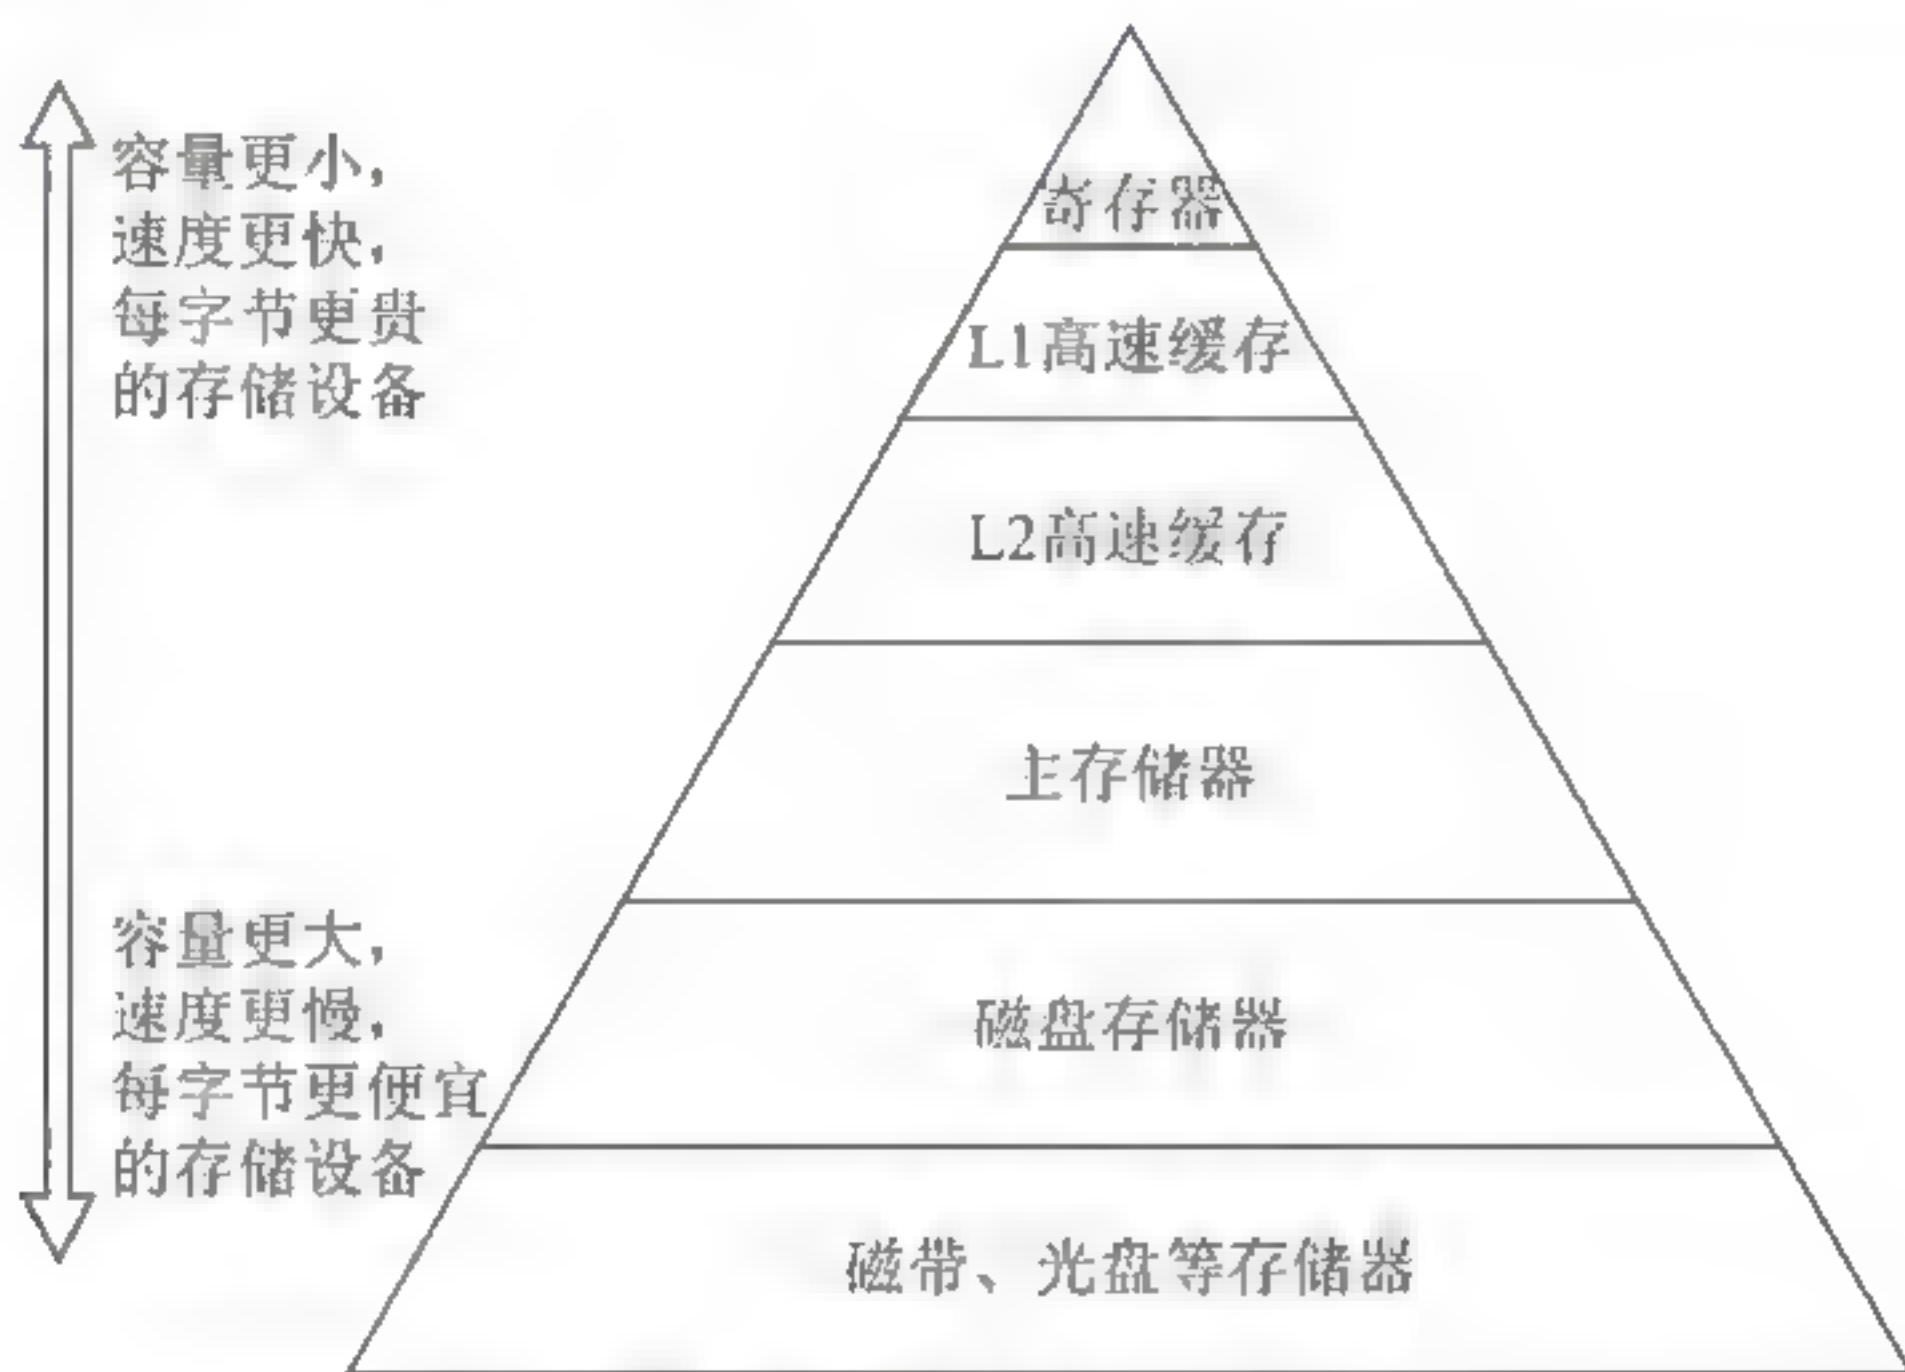 容量更小，
速度更快，
每字节更贵
的存储设备
寄存器
L1高速缓存
L2高速缓存
主存储器
容量更大，
速度更慢，
每字节更便宜
的存储设备
磁盘存储器
磁带、光盘等存储器